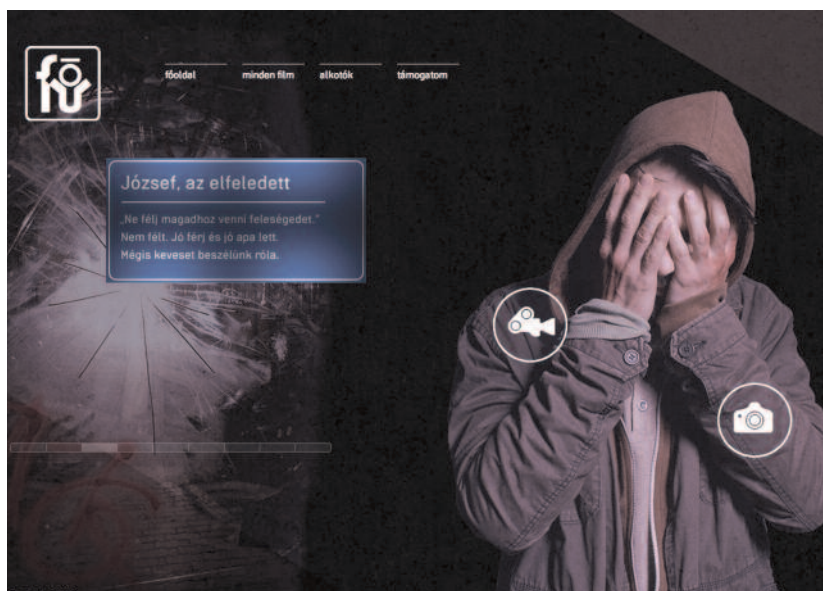 főoldal
minden film
alkotók
támogatom
József, az elfeledett
„Ne félj magadhoz venni feleségedet.”
Nem félt. Jó férj és jó apa lett.
Mégis keveset beszélünk róla.